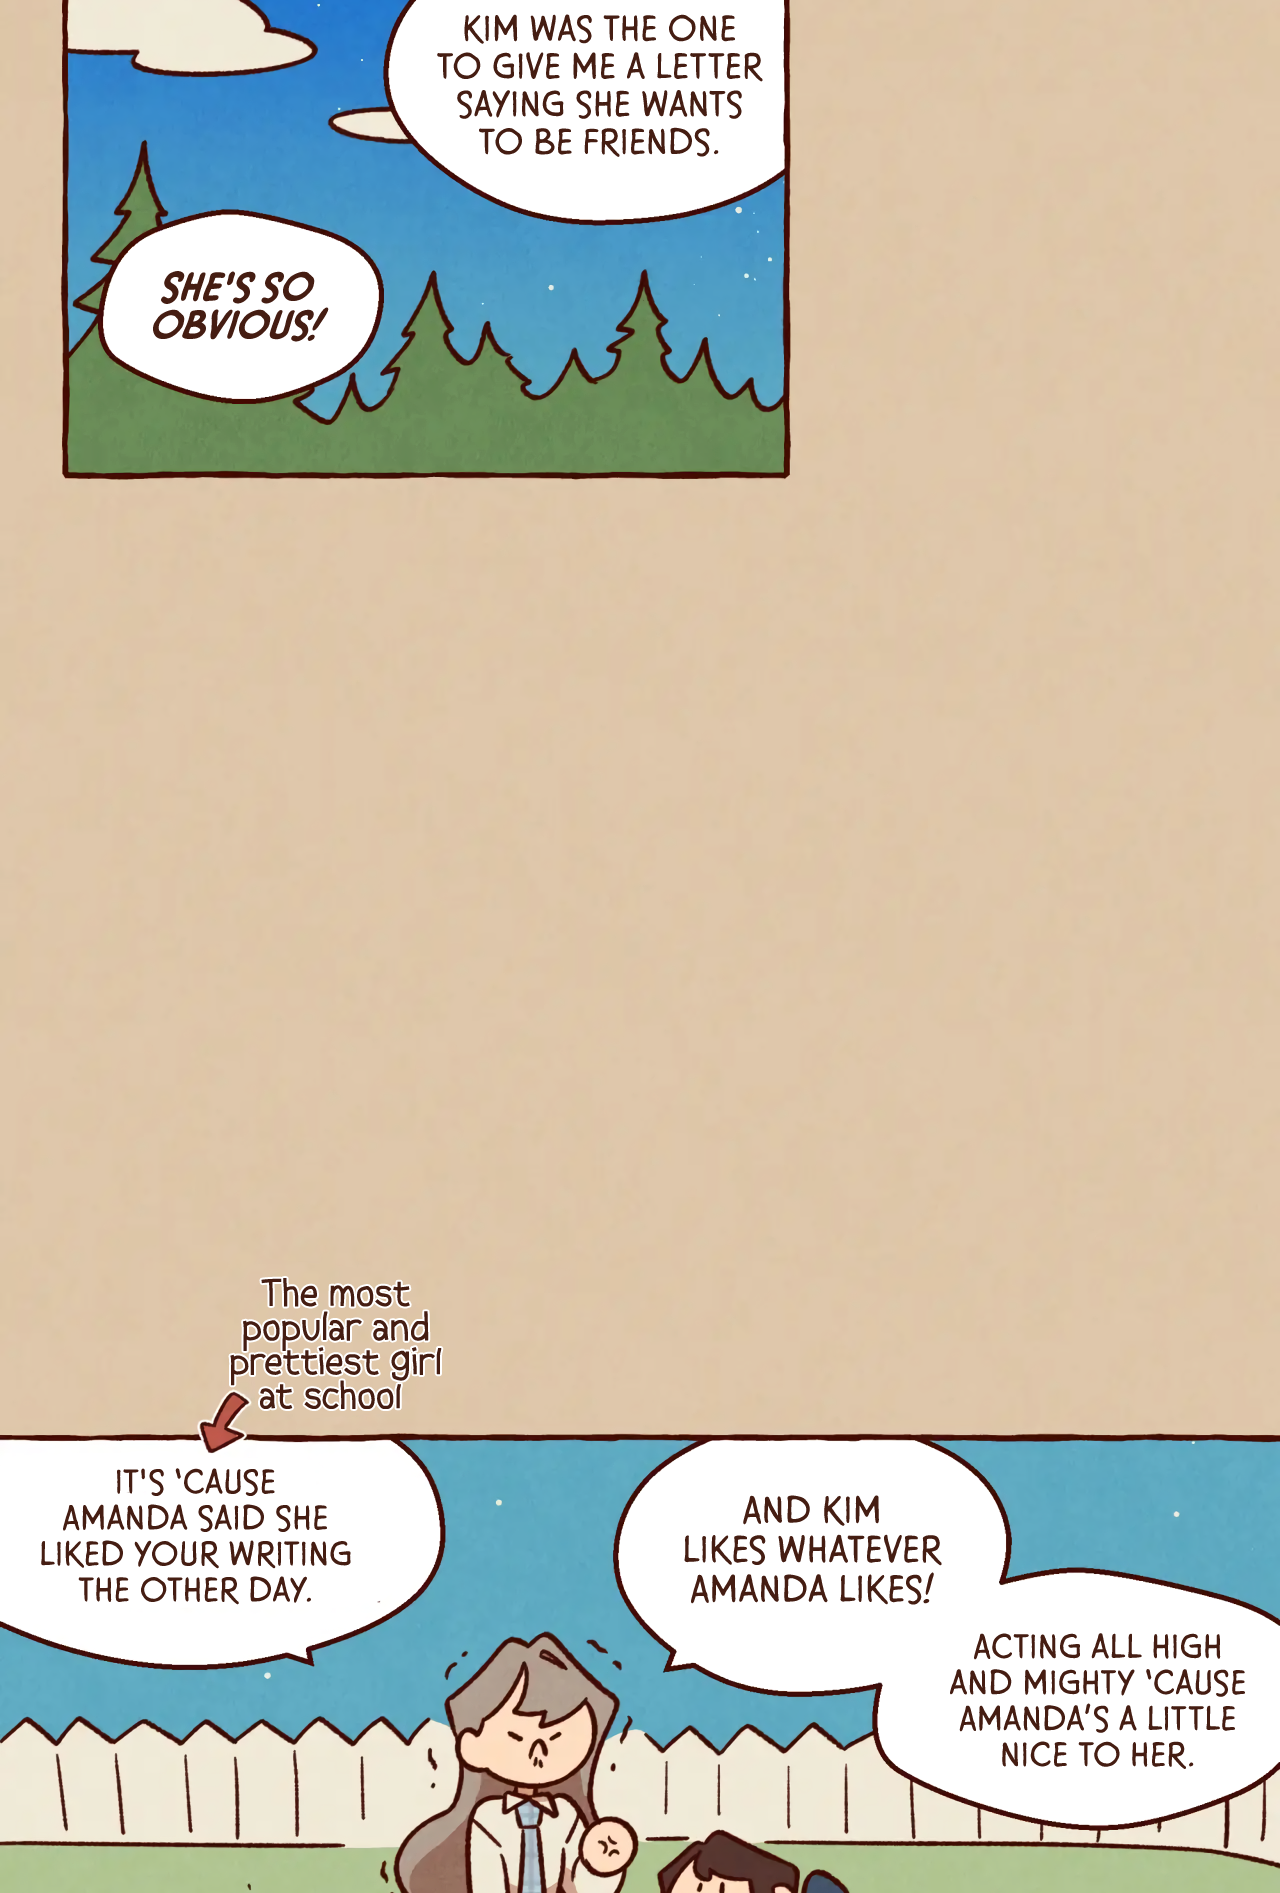 KIM WAS THE ONE
TO GIVE ME A LETTER
SAYING SHE WANTS
TO BE FRIENDS.
SHE'S SO
OBVIOUS!
The most
popular and
prettiest girl
at school
IT'S 'CAUSE
AMANDA SAID SHE
LIKED YOUR WRITING
THE OTHER DAY.
AND KIM
LIKES WHATEVER
AMANDA LIKES!
ACTING ALL HIGH
AND MIGHTY 'CAUSE
AMANDA'S A LITTLE
NICE TO HER.